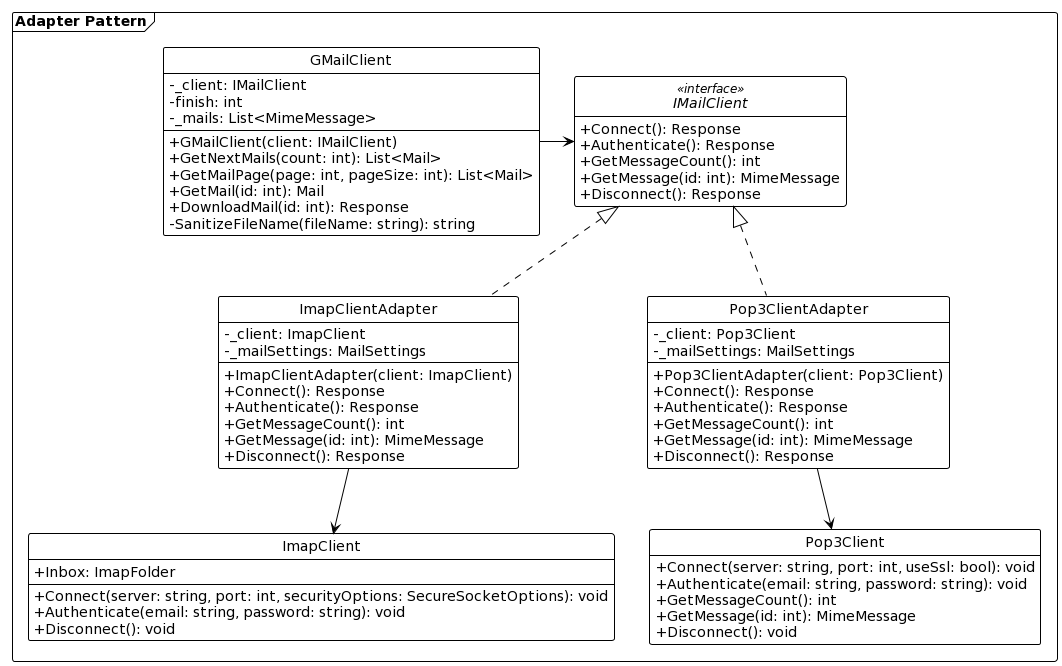 Adapter Pattern
GMailClient
-_client: IMailClient
-finish: int
-_mails: List<MimeMessage>
+GMailClient(client: IMailClient)
+GetNextMails(count: int): List<Mail>
+GetMailPage(page: int, pageSize: int): List<Mail>
+GetMail(id: int): Mail
+DownloadMail(id: int): Response
-SanitizeFileName(fileName: string): string
«interface»
IMailClient
+Connect(): Response
+Authenticate(): Response
+GetMessageCount(): int
+GetMessage(id: int): MimeMessage
+Disconnect(): Response
ImapClientAdapter
-_client: ImapClient
-_mailSettings: MailSettings
+ImapClientAdapter(client: ImapClient)
+Connect(): Response
+Authenticate(): Response
+GetMessageCount(): int
+GetMessage(id: int): MimeMessage
+Disconnect(): Response
Pop3ClientAdapter
-_client: Pop3Client
-_mailSettings: MailSettings
+Pop3ClientAdapter(client: Pop3Client)
+Connect(): Response
+Authenticate(): Response
+GetMessageCount(): int
+GetMessage(id: int): MimeMessage
+Disconnect(): Response
ImapClient
+Inbox: ImapFolder
+Connect(server: string, port: int, securityOptions: SecureSocketOptions): void
+Authenticate(email: string, password: string): void
+Disconnect(): void
Pop3Client
+Connect(server: string, port: int, useSsl: bool): void
+Authenticate(email: string, password: string): void
+GetMessageCount(): int
+GetMessage(id: int): MimeMessage
+Disconnect(): void